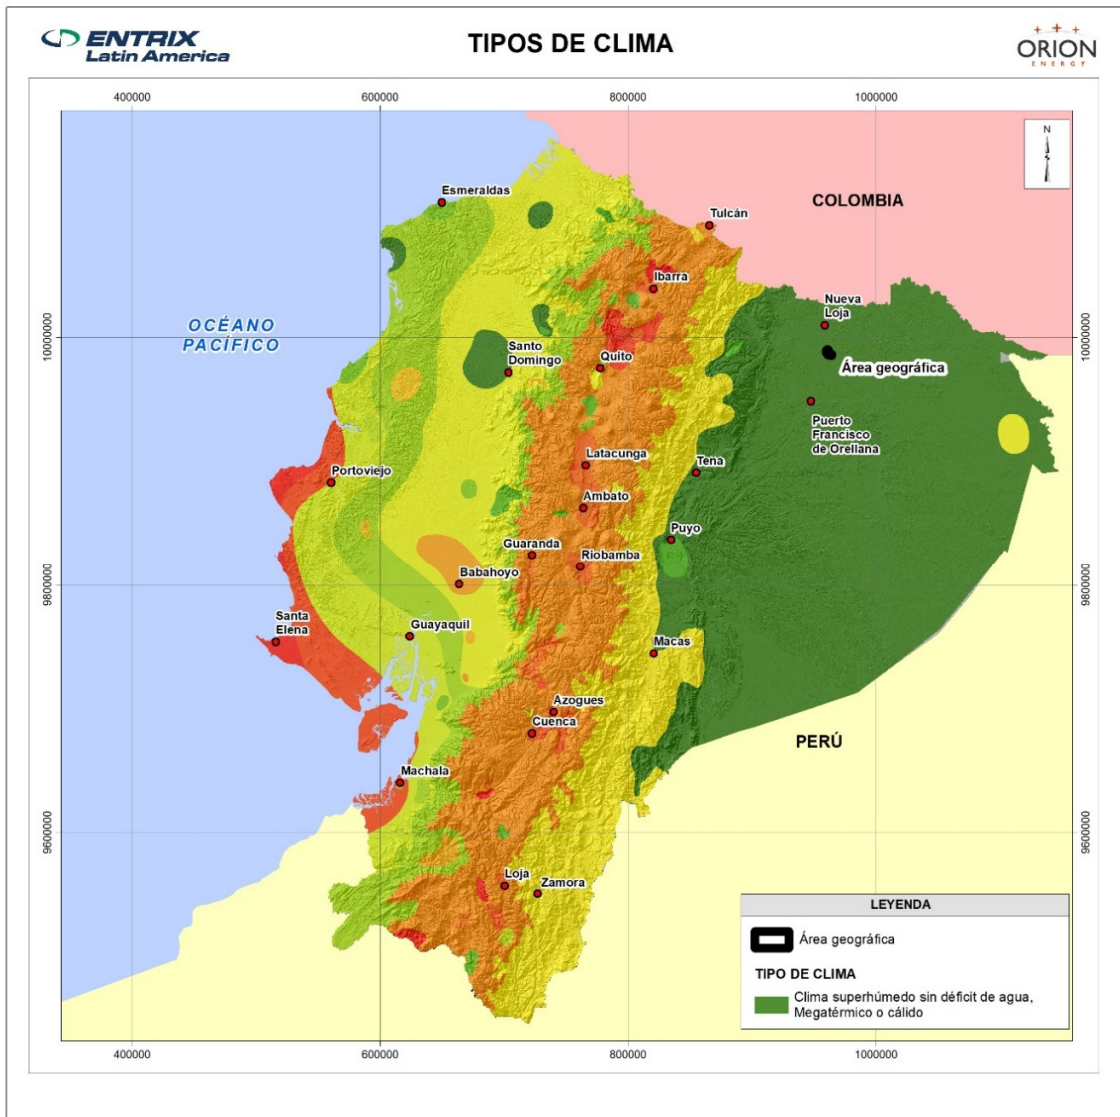 ENTRIX
Latin America
TIPOS DE CLIMA
ORION
ENERGY
400000
600000
800000
1000000
N
COLOMBIA
Esmeraldas
Tulcán
Ibarra
Nueva
Loja
OCÉANO
PACÍFICO
10000000
10000000
Santo
Domingo
Quito
Área geográfica
Puerto
Francisco
de Orellana
Portoviejo
Latacunga
Tena
Ambato
Puyo
Guaranda
Riobamba
Babahoyo
9800000
9800000
Santa
Elena
Guayaquil
Macas
Azogues
Cuenca
PERÚ
Machala
9600000
9600000
Loja
Zamora
LEYENDA
Área geográfica
TIPO DE CLIMA
Clima superhúmedo sin déficit de agua,
Megatérmico o cálido
400000
600000
800000
1000000